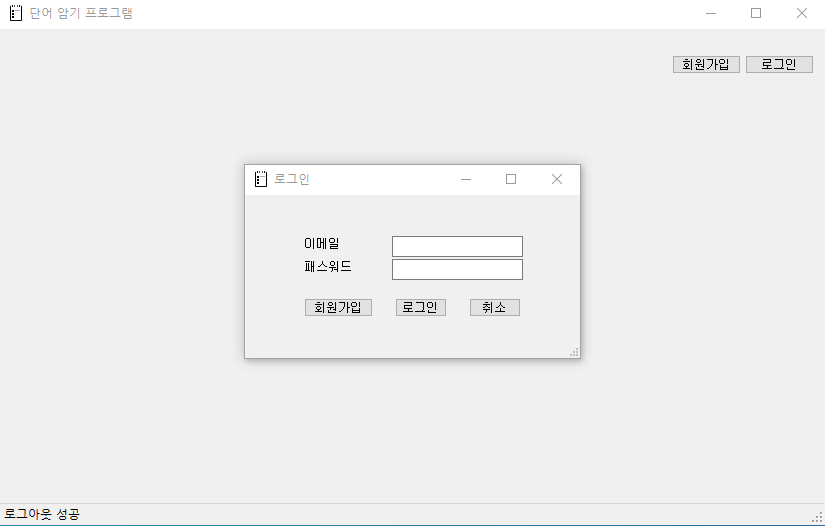 단어 암기 프로그램
회원가입 로그인
로그인
이메일
패스워드
회원가입 로그인 취소
로그아웃 성공